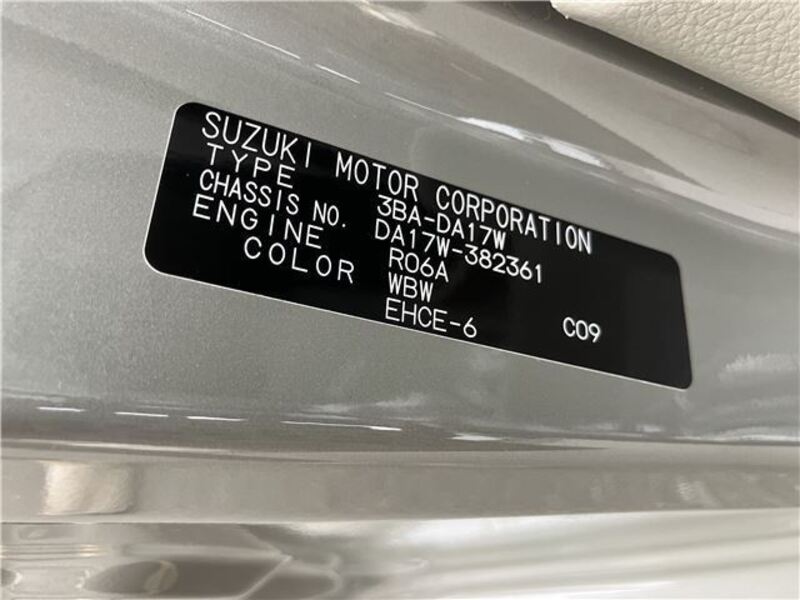 SUZUKI MOTOR CORPORATION
TYPE 3BA-DA17W
CHASSIS NO. DA17W-382361
ENGINE R06A
COLOR WBW
EHCE-6 C09